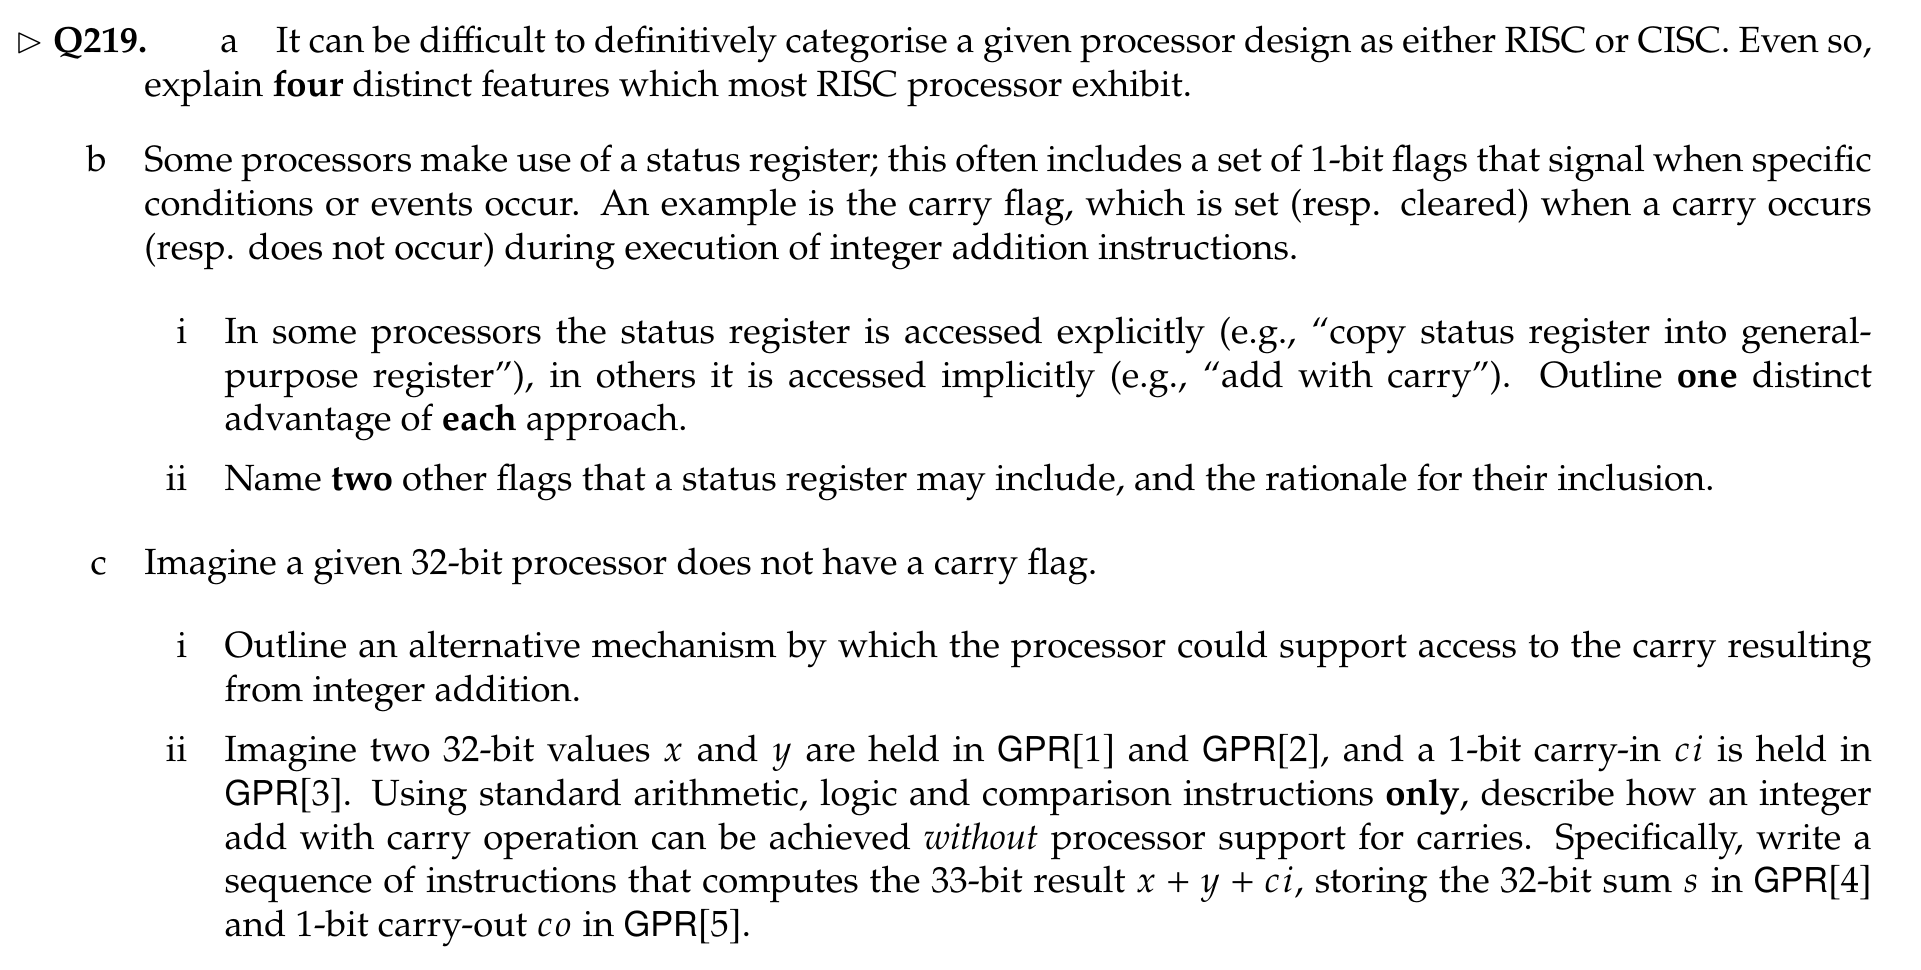 ▷ Q219. a It can be difficult to definitively categorise a given processor design as either RISC or CISC. Even so,
explain four distinct features which most RISC processor exhibit.
b Some processors make use of a status register; this often includes a set of 1-bit flags that signal when specific
conditions or events occur. An example is the carry flag, which is set (resp. cleared) when a carry occurs
(resp. does not occur) during execution of integer addition instructions.
i In some processors the status register is accessed explicitly (e.g., “copy status register into general-
purpose register”), in others it is accessed implicitly (e.g., “add with carry”). Outline one distinct
advantage of each approach.
ii Name two other flags that a status register may include, and the rationale for their inclusion.
c Imagine a given 32-bit processor does not have a carry flag.
i Outline an alternative mechanism by which the processor could support access to the carry resulting
from integer addition.
ii Imagine two 32-bit values x and y are held in GPR[1] and GPR[2], and a 1-bit carry-in ci is held in
GPR[3]. Using standard arithmetic, logic and comparison instructions only, describe how an integer
add with carry operation can be achieved without processor support for carries. Specifically, write a
sequence of instructions that computes the 33-bit result x + y + ci, storing the 32-bit sum s in GPR[4]
and 1-bit carry-out co in GPR[5].